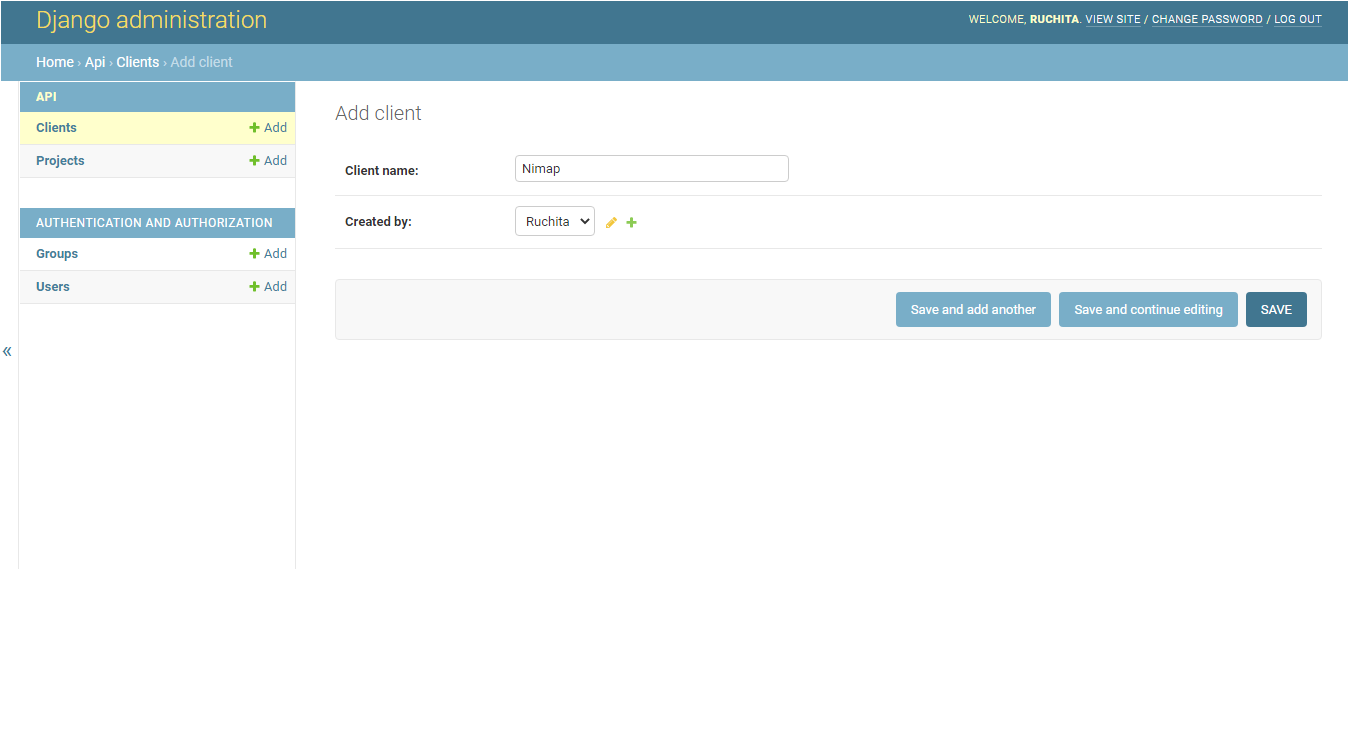 Django administration
WELCOME, RUCHITA. VIEW SITE / CHANGE PASSWORD / LOG OUT
Home › Api › Clients › Add client
API
Clients + Add
Projects + Add
AUTHENTICATION AND AUTHORIZATION
Groups + Add
Users + Add
«
Add client
Client name: Nimap
Created by: Ruchita
Save and add another Save and continue editing SAVE